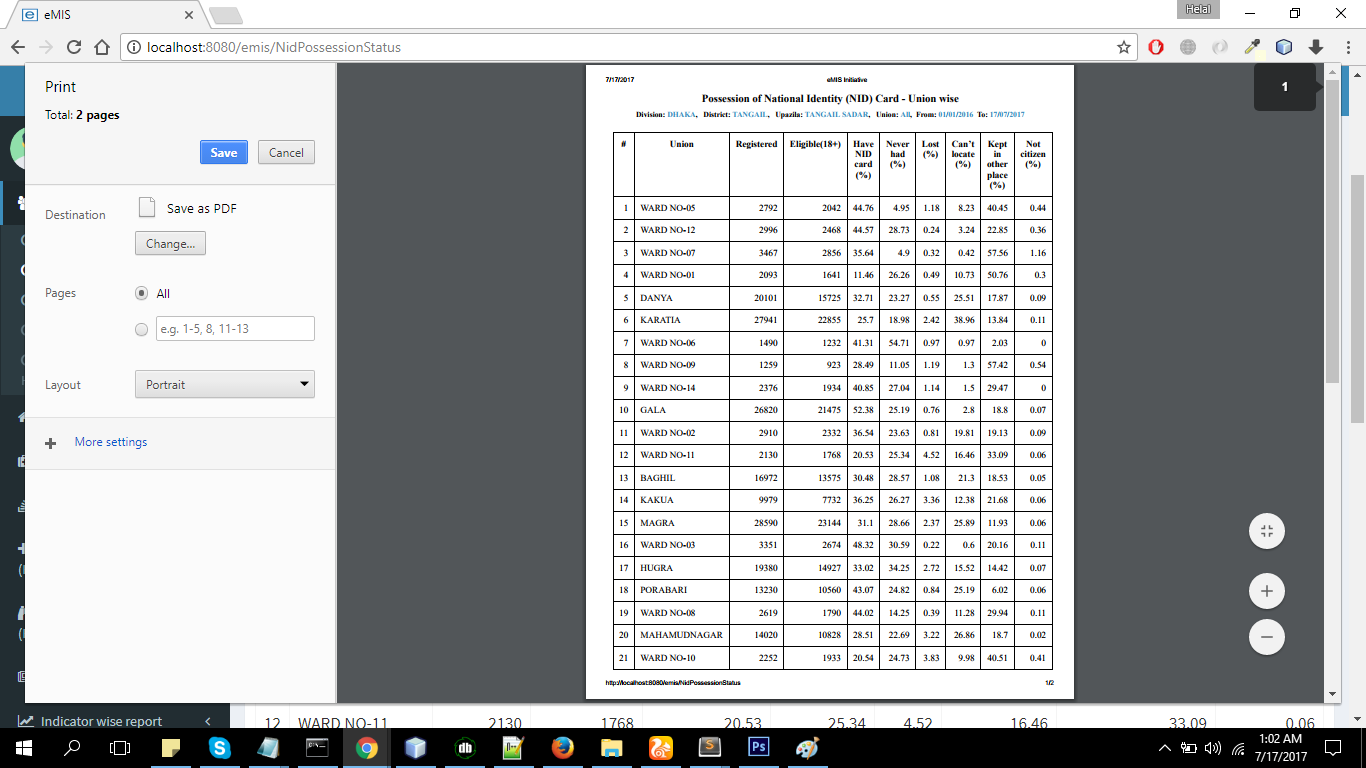 eMIS
Helal
localhost:8080/emis/NidPossessionStatus
Print
Total: 2 pages
Save Cancel
Destination Save as PDF
Change...
Pages All
e.g. 1-5, 8, 11-13
Layout Portrait
More settings
7/17/2017 eMIS Initiative
Possession of National Identity (NID) Card - Union wise
Division: DHAKA, District: TANGAIL, Upazila: TANGAIL SADAR, Union: All, From: 01/01/2016 To: 17/07/2017
# Union Registered Eligible(18+) Have NID card (%) Never had (%) Lost (%) Can't locate (%) Kept in other place (%) Not citizen (%)
1 WARD NO-05 2792 2042 44.76 4.95 1.18 8.23 40.45 0.44
2 WARD NO-12 2996 2468 44.57 28.73 0.24 3.24 22.85 0.36
3 WARD NO-07 3467 2856 35.64 4.9 0.32 0.42 57.56 1.16
4 WARD NO-01 2093 1641 11.46 26.26 0.49 10.73 50.76 0.3
5 DANYA 20101 15725 32.71 23.27 0.55 25.51 17.87 0.09
6 KARATIA 27941 22855 25.7 18.98 2.42 38.96 13.84 0.11
7 WARD NO-06 1490 1232 41.31 54.71 0.97 0.97 2.03 0
8 WARD NO-09 1259 923 28.49 11.05 1.19 1.3 57.42 0.54
9 WARD NO-14 2376 1934 40.85 27.04 1.14 1.5 29.47 0
10 GALA 26820 21475 52.38 25.19 0.76 2.8 18.8 0.07
11 WARD NO-02 2910 2332 36.54 23.63 0.81 19.81 19.13 0.09
12 WARD NO-11 2130 1768 20.53 25.34 4.52 16.46 33.09 0.06
13 BAGHIL 16972 13575 30.48 28.57 1.08 21.3 18.53 0.05
14 KAKUA 9979 7732 36.25 26.27 3.36 12.38 21.68 0.06
15 MAGRA 28590 23144 31.1 28.66 2.37 25.89 11.93 0.06
16 WARD NO-03 3351 2674 48.32 30.59 0.22 0.6 20.16 0.11
17 HUGRA 19380 14927 33.02 34.25 2.72 15.52 14.42 0.07
18 PORABARI 13230 10560 43.07 24.82 0.84 25.19 6.02 0.06
19 WARD NO-08 2619 1790 44.02 14.25 0.39 11.28 29.94 0.11
20 MAHAMUDNAGAR 14020 10828 28.51 22.69 3.22 26.86 18.7 0.02
21 WARD NO-10 2252 1933 20.54 24.73 3.83 9.98 40.51 0.41
http://localhost:8080/emis/NidPossessionStatus 1/2
1
Indicator wise report
12 WARD NO-11 2130 1768 20.53 25.34 4.52 16.46 33.09 0.06
1:02 AM
7/17/2017